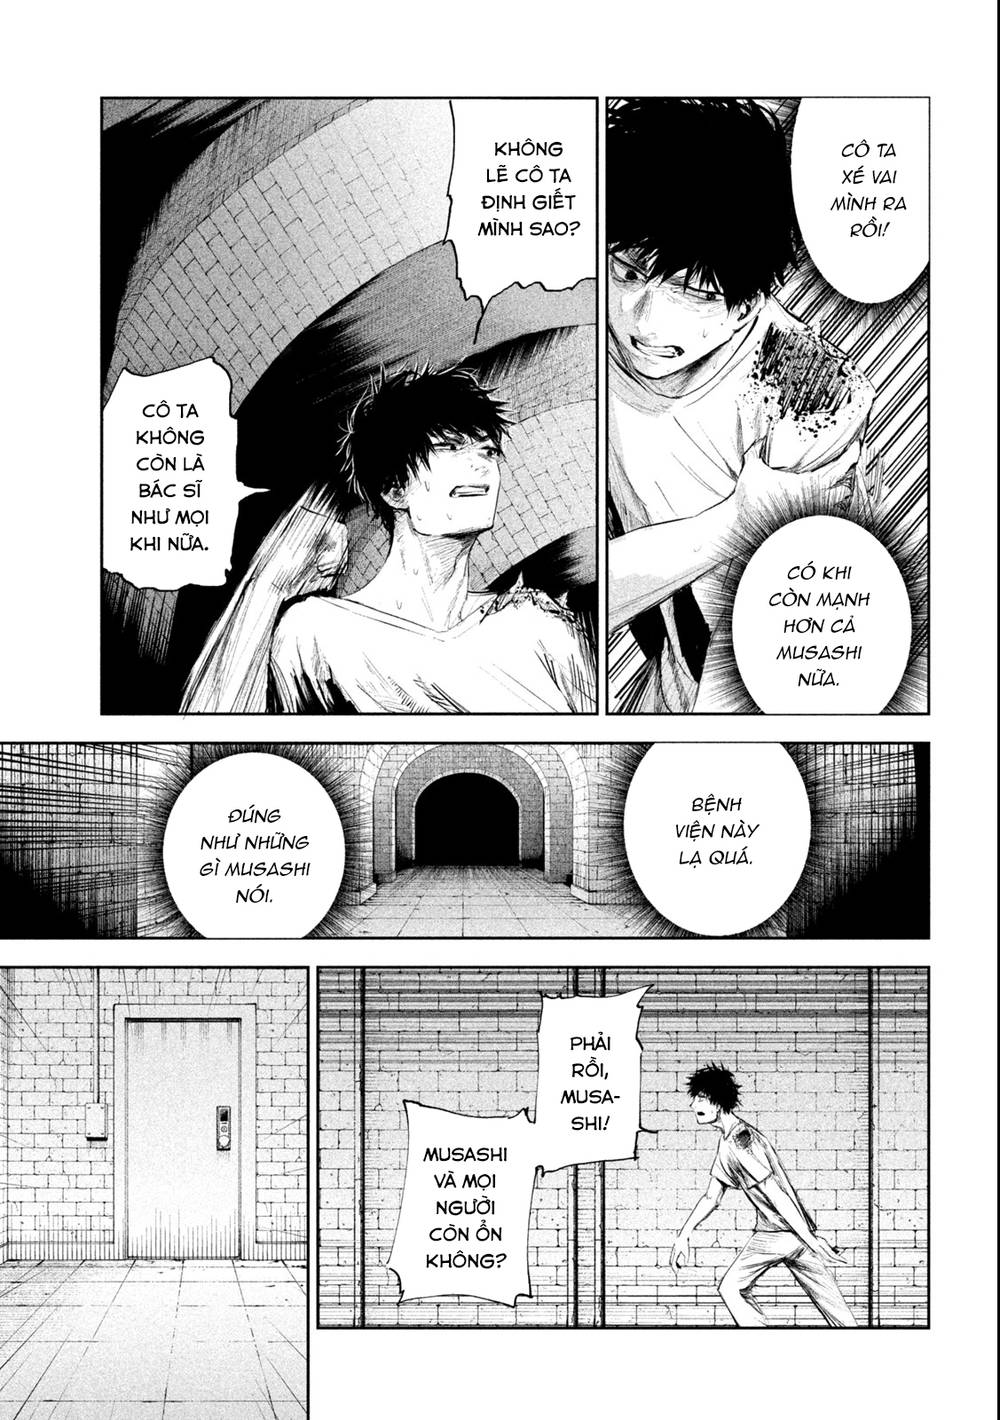 CÔ TA
XÉ VAI
MÌNH RA
RỒI!
CÓ KHI
CÒN MẠNH
HƠN CẢ
MUSASHI
NỮA.
KHÔNG
LẼ CÔ TA
ĐỊNH GIẾT
MÌNH SAO?
CÔ TA
KHÔNG
CÒN LÀ
BÁC SĨ
NHƯ MỌI
KHI NỮA.
BỆNH
VIỆN NÀY
LẠ QUÁ.
ĐÚNG
NHƯ NHỮNG
GÌ MUSASHI
NÓI.
PHẢI
RỒI,
MUSA-
SHI!
MUSASHI
VÀ MỌI
NGƯỜI
CÒN ỔN
KHÔNG?